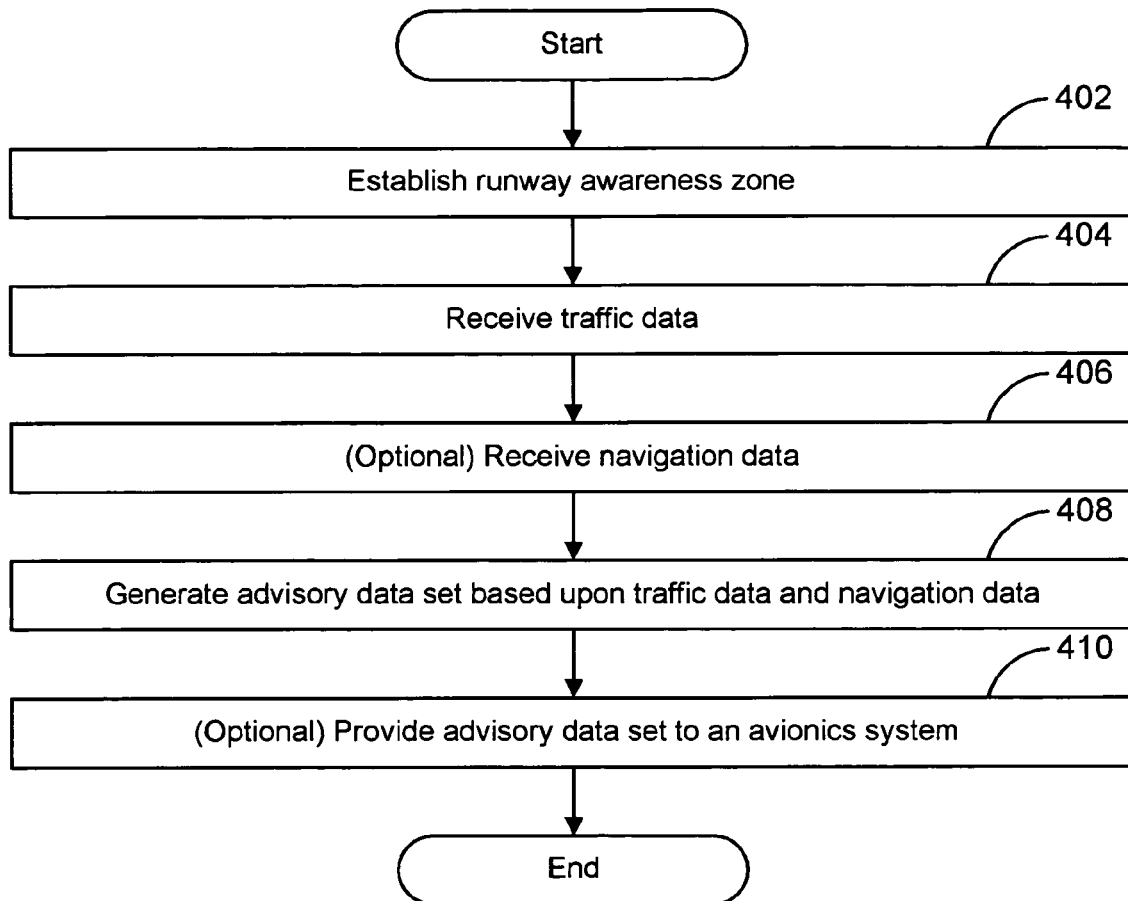 Start
402
Establish runway awareness zone
404
Receive traffic data
406
(Optional) Receive navigation data
408
Generate advisory data set based upon traffic data and navigation data
410
(Optional) Provide advisory data set to an avionics system
End